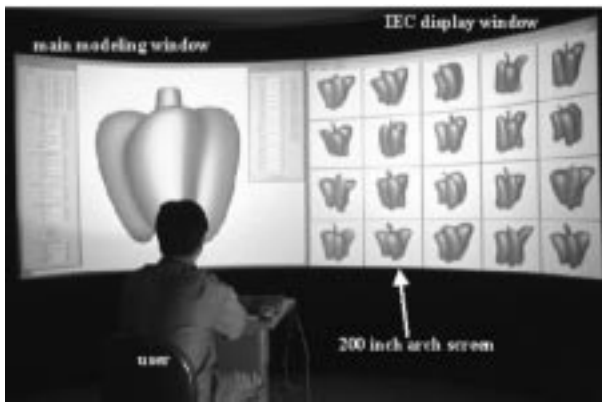 IEC display window
main modeling window
200 inch arch screen
user